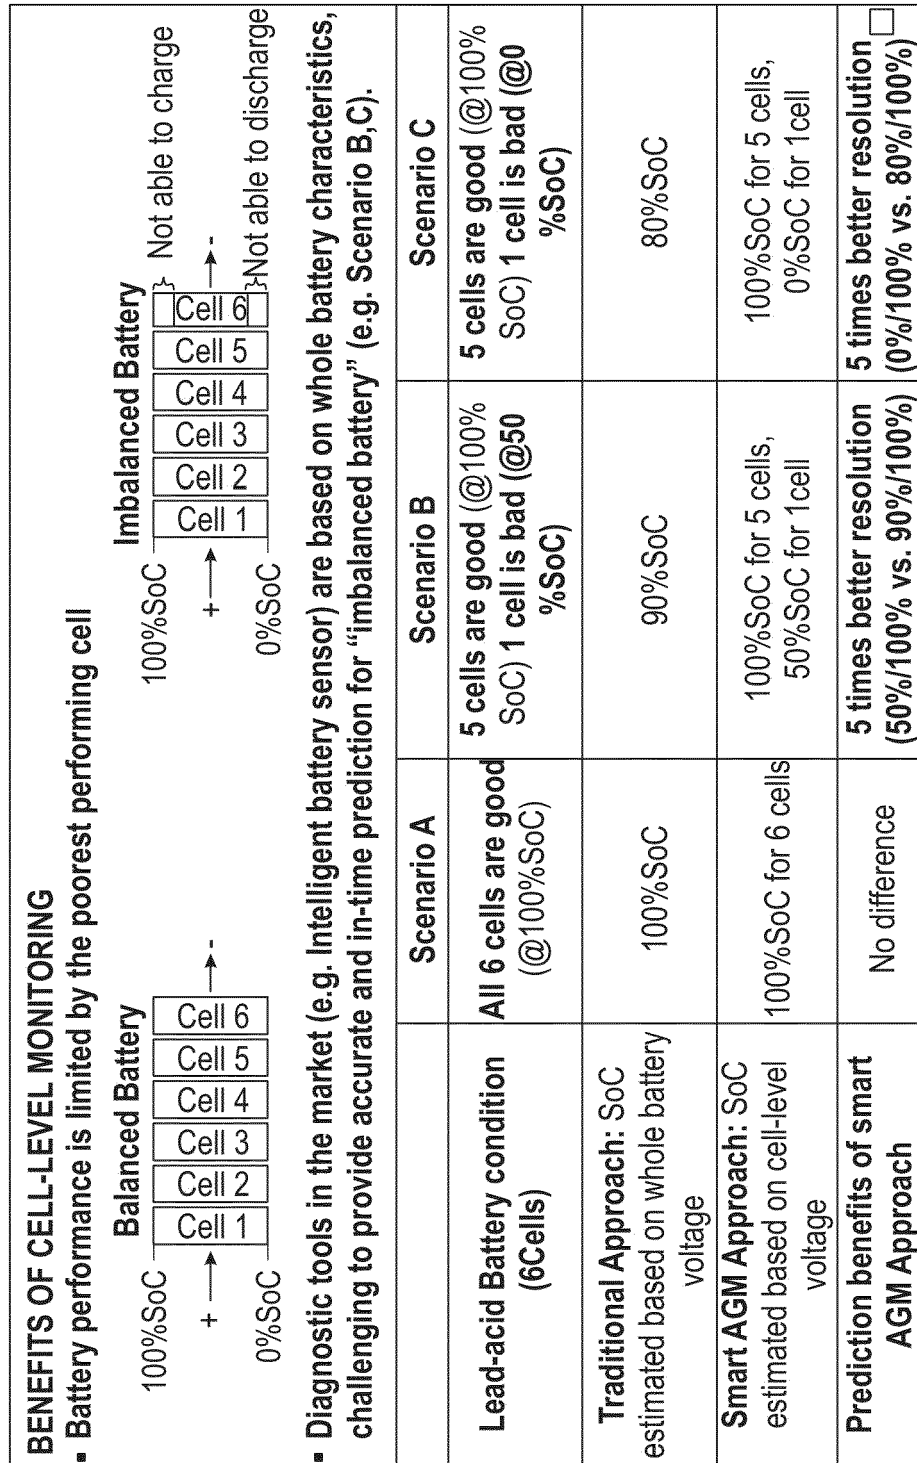 BENEFITS OF CELL-LEVEL MONITORING
▪ Battery performance is limited by the poorest performing cell
Balanced Battery
100%SoC
+
Cell 1
Cell 2
Cell 3
Cell 4
Cell 5
Cell 6
-
0%SoC
Imbalanced Battery
100%SoC
+
Cell 1
Cell 2
Cell 3
Cell 4
Cell 5
Cell 6
-
0%SoC
Not able to charge
Not able to discharge
▪ Diagnostic tools in the market (e.g. Intelligent battery sensor) are based on whole battery characteristics,
challenging to provide accurate and in-time prediction for “imbalanced battery” (e.g. Scenario B,C).
Scenario A
Scenario B
Scenario C
Lead-acid Battery condition
(6Cells)
All 6 cells are good
(@100%SoC)
5 cells are good (@100%
SoC) 1 cell is bad (@50
%SoC)
5 cells are good (@100%
SoC) 1 cell is bad (@0
%SoC)
Traditional Approach: SoC
estimated based on whole battery
voltage
100%SoC
90%SoC
80%SoC
Smart AGM Approach: SoC
estimated based on cell-level
voltage
100%SoC for 6 cells
100%SoC for 5 cells,
50%SoC for 1cell
100%SoC for 5 cells,
0%SoC for 1cell
Prediction benefits of smart
AGM Approach
No difference
5 times better resolution
(50%/100% vs. 90%/100%)
5 times better resolution
(0%/100% vs. 80%/100%)